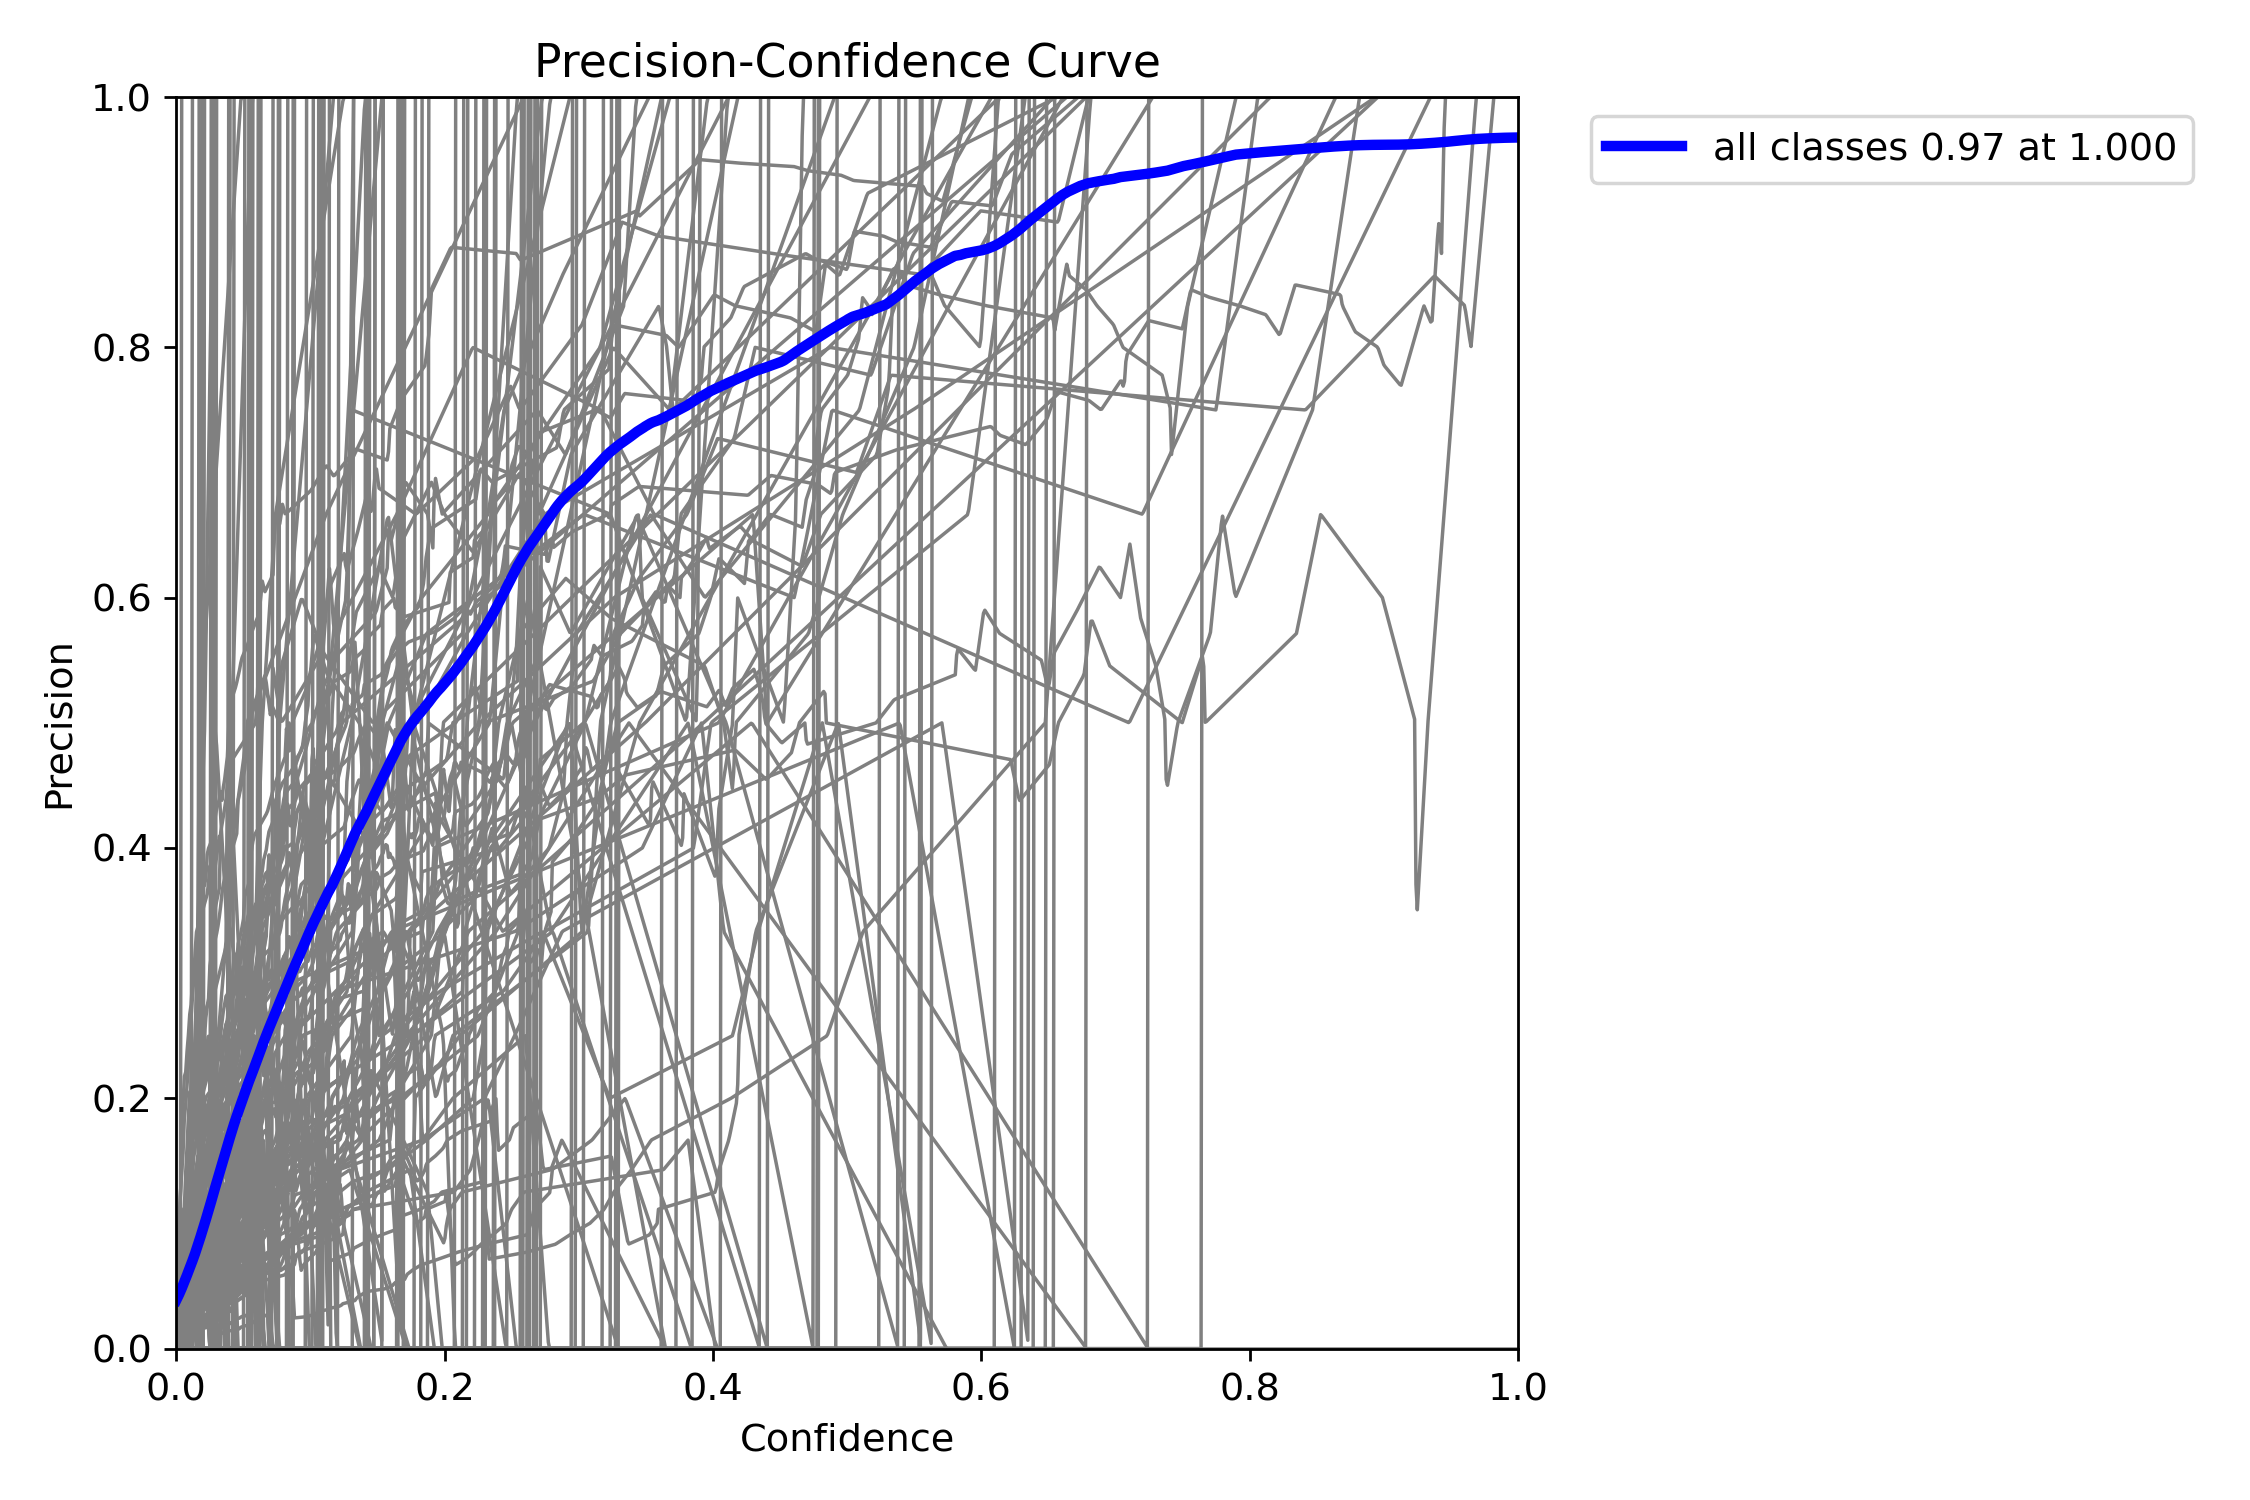 Precision-Confidence Curve
all classes 0.97 at 1.000
Precision
1.0
0.8
0.6
0.4
0.2
0.0
0.0 0.2 0.4 0.6 0.8 1.0
Confidence